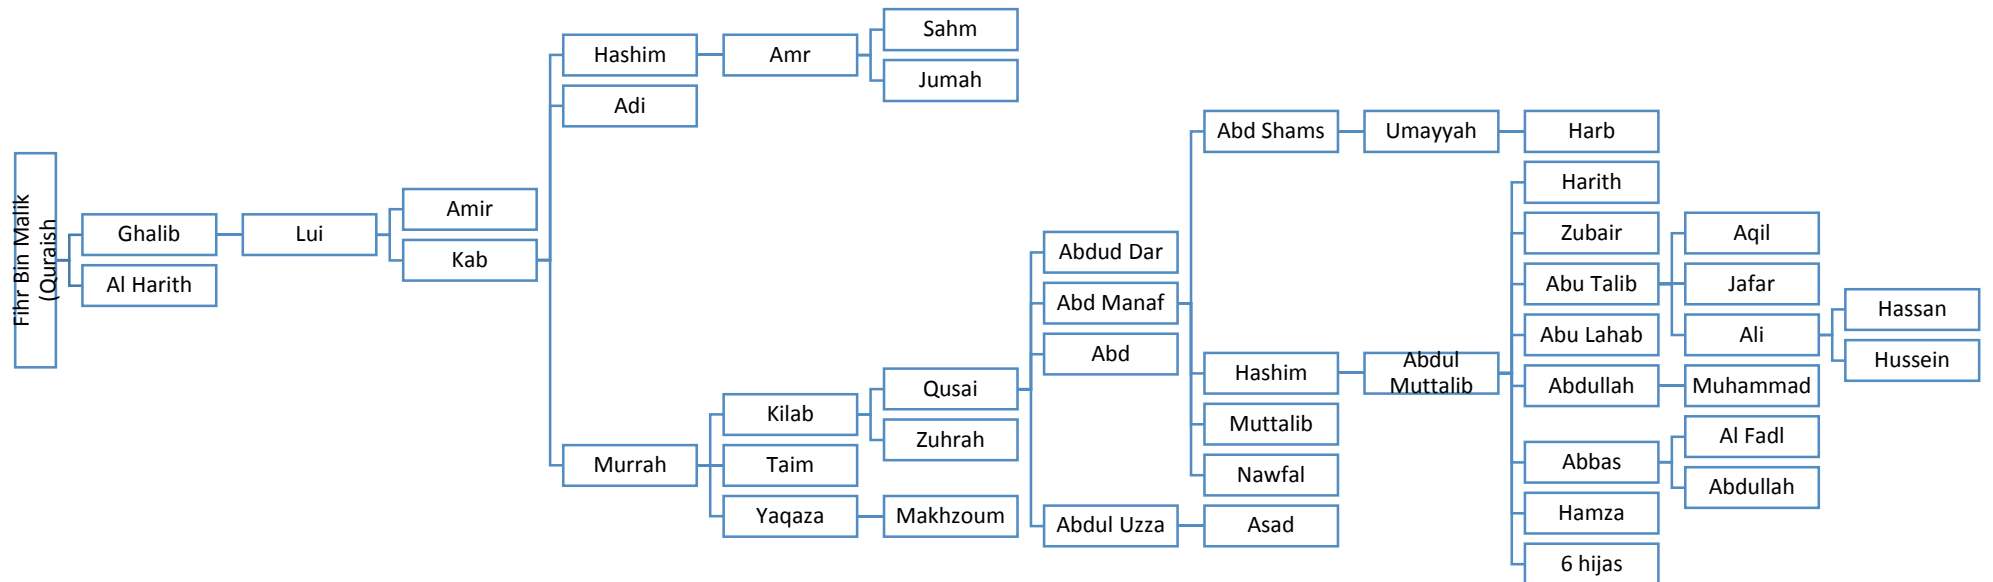 Fihr Bin Malik
(Quraish
Ghalib
Al Harith
Lui
Amir
Kab
Hashim
Adi
Murrah
Amr
Kilab
Taim
Yaqaza
Sahm
Jumah
Qusai
Zuhrah
Makhzoum
Abdud Dar
Abd Manaf
Abd
Abdul Uzza
Abd Shams
Hashim
Muttalib
Nawfal
Asad
Umayyah
Abdul
Muttalib
Harb
Harith
Zubair
Abu Talib
Abu Lahab
Abdullah
Abbas
Hamza
6 hijas
Aqil
Jafar
Ali
Muhammad
Al Fadl
Abdullah
Hassan
Hussein